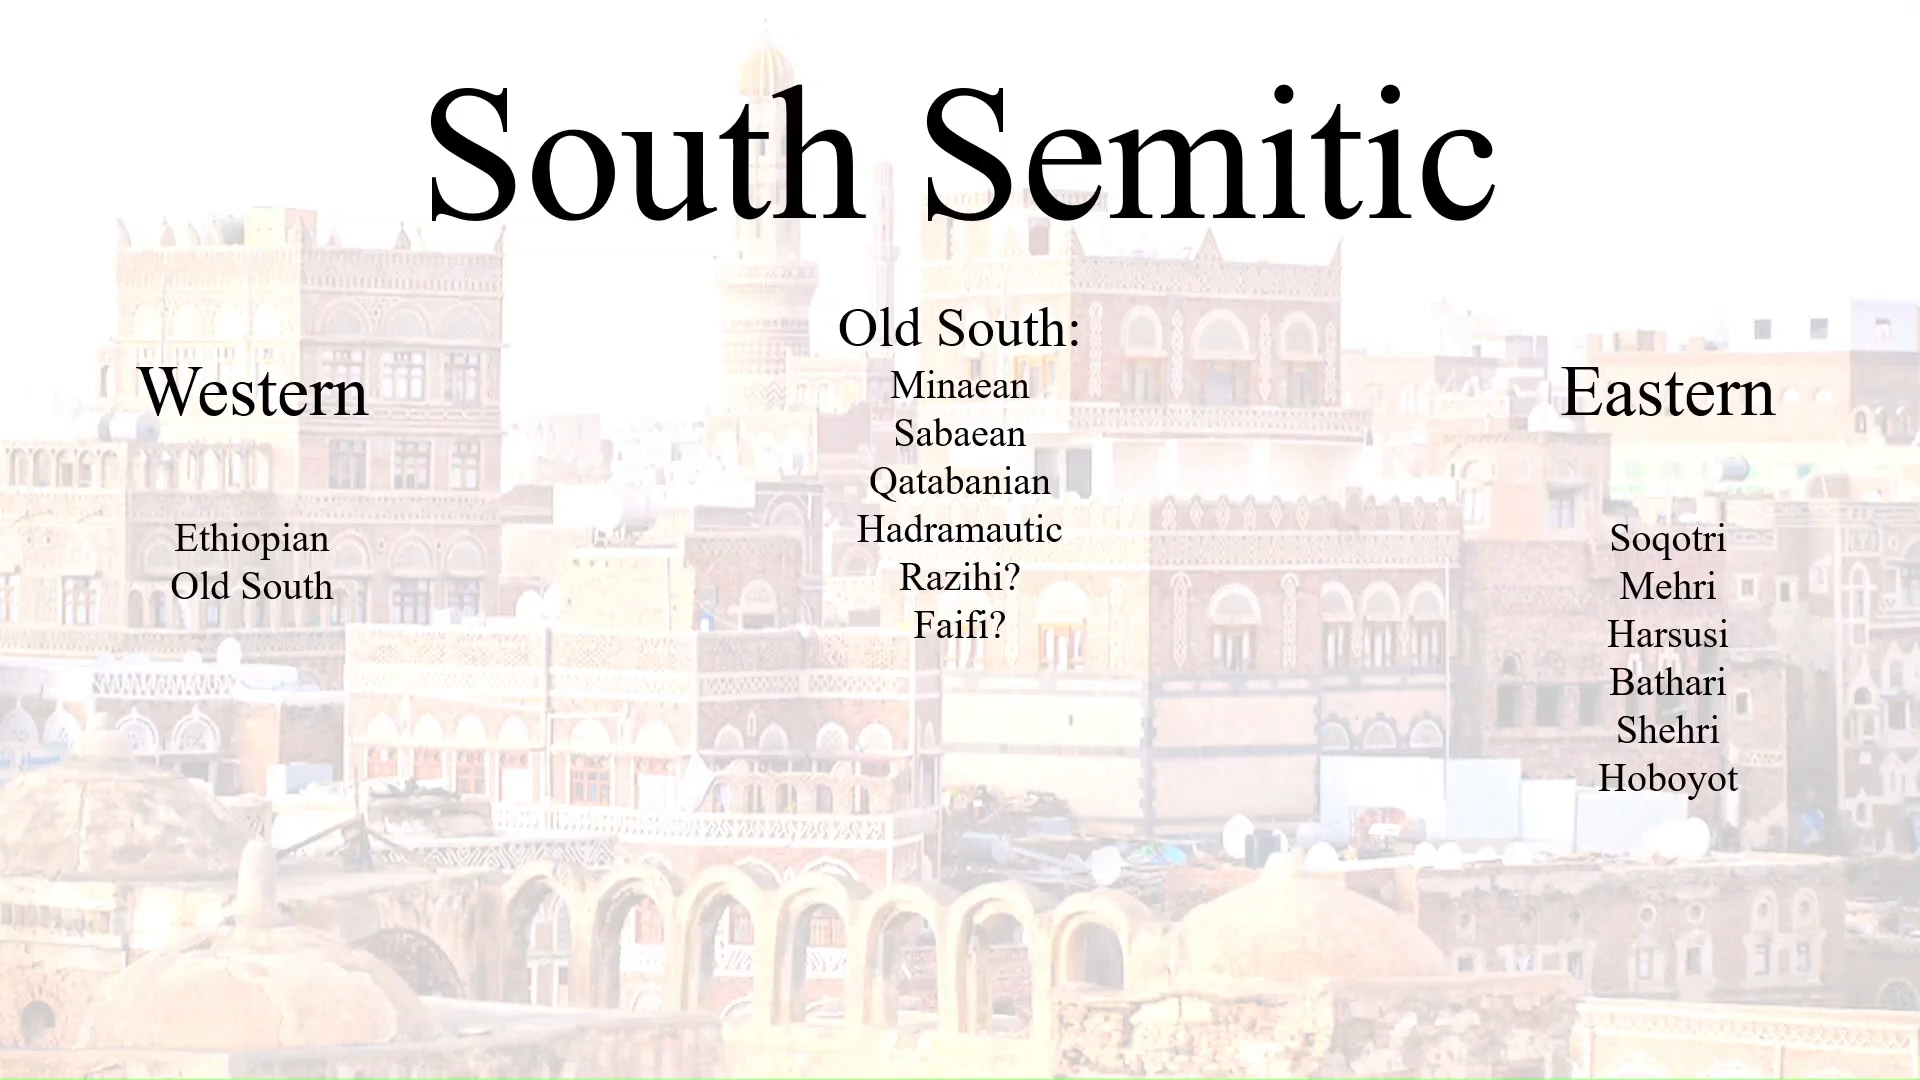 South Semitic
Western
Ethiopian
Old South
Old South:
Minaean
Sabaean
Qatabanian
Hadramautic
Razihi?
Faifi?
Eastern
Soqotri
Mehri
Harsusi
Bathari
Shehri
Hoboyot